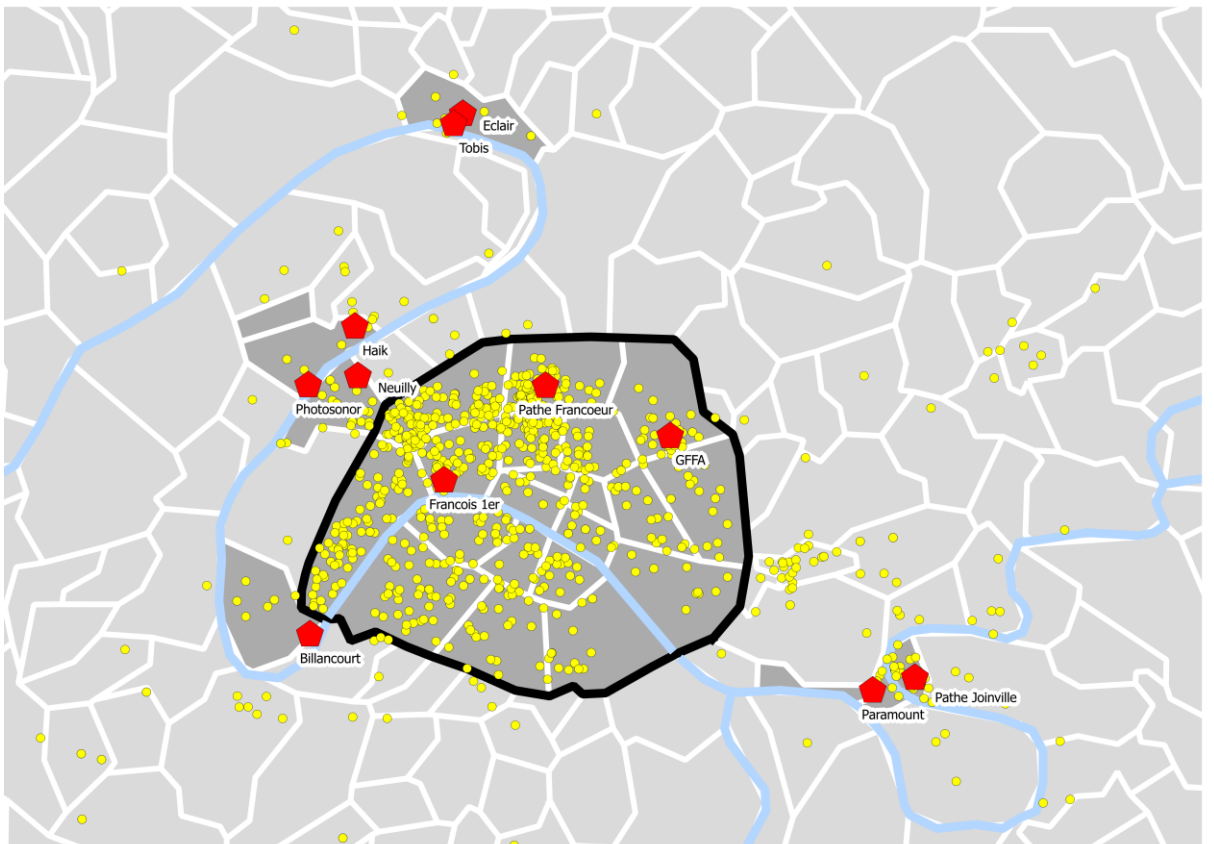 Eclair
Tobis
Haik
Neuilly
Photosonor
Pathe Francoeur
GFFA
Francois 1er
Billancourt
Pathe Joinville
Paramount